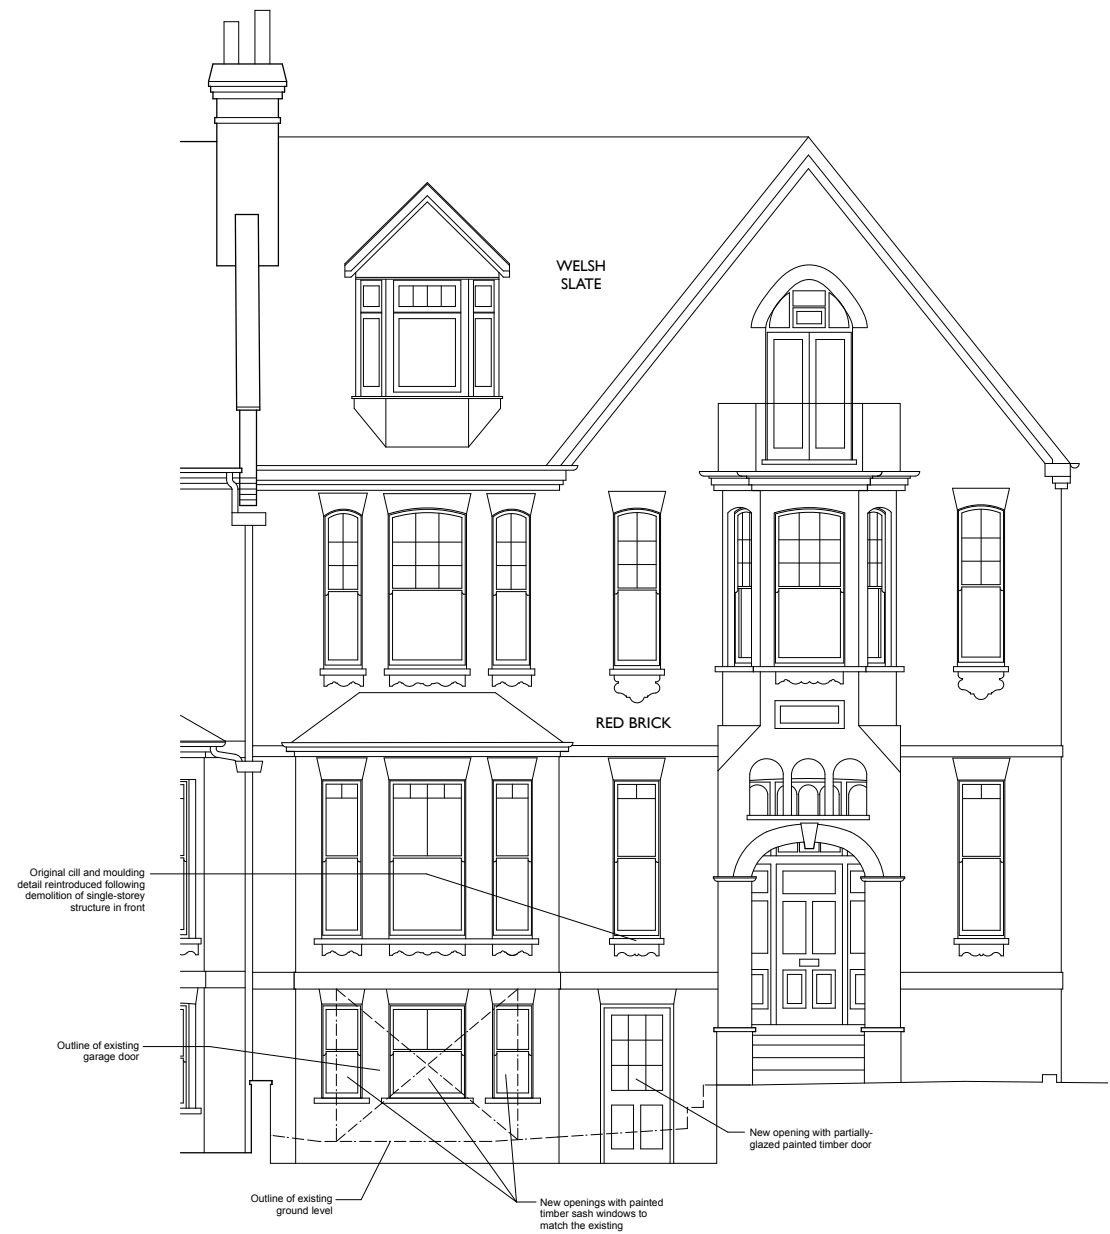 WELSH
SLATE
RED BRICK
Original cill and moulding
detail reintroduced following
demolition of single-storey
structure in front
Outline of existing
garage door
New opening with partially-
glazed painted timber door
Outline of existing
ground level
New openings with painted
timber sash windows to
match the existing